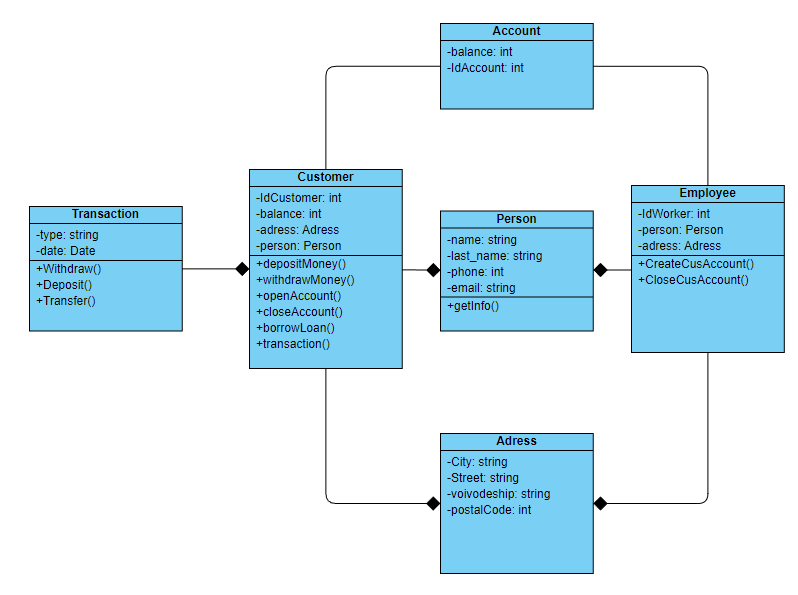 Account
-balance: int
-IdAccount: int
Customer
-IdCustomer: int
-balance: int
-adress: Adress
-person: Person
+depositMoney()
+withdrawMoney()
+openAccount()
+closeAccount()
+borrowLoan()
+transaction()
Transaction
-type: string
-date: Date
+Withdraw()
+Deposit()
+Transfer()
Person
-name: string
-last_name: string
-phone: int
-email: string
+getInfo()
Employee
-IdWorker: int
-person: Person
-adress: Adress
+CreateCusAccount()
+CloseCusAccount()
Adress
-City: string
-Street: string
-voivodeship: string
-postalCode: int